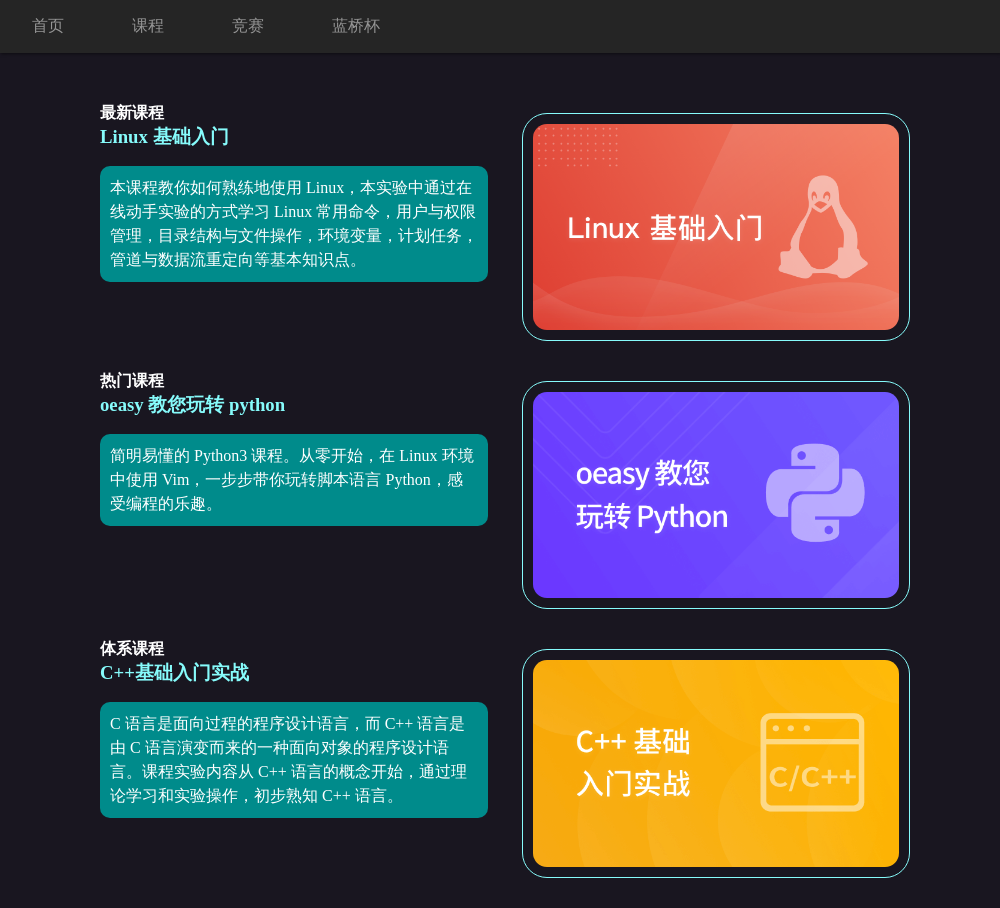 首页 课程 竞赛 蓝桥杯
最新课程
Linux 基础入门
本课程教你如何熟练地使用 Linux，本实验中通过在
线动手实验的方式学习 Linux 常用命令，用户与权限
管理，目录结构与文件操作，环境变量，计划任务，
管道与数据流重定向等基本知识点。
Linux 基础入门
热门课程
oeasy 教您玩转 python
简明易懂的 Python3 课程。从零开始，在 Linux 环境
中使用 Vim，一步步带你玩转脚本语言 Python，感
受编程的乐趣。
oeasy 教您
玩转 Python
体系课程
C++基础入门实战
C 语言是面向过程的程序设计语言，而 C++ 语言是
由 C 语言演变而来的一种面向对象的程序设计语
言。课程实验内容从 C++ 语言的概念开始，通过理
论学习和实验操作，初步熟知 C++ 语言。
C++ 基础
入门实战
C/C++